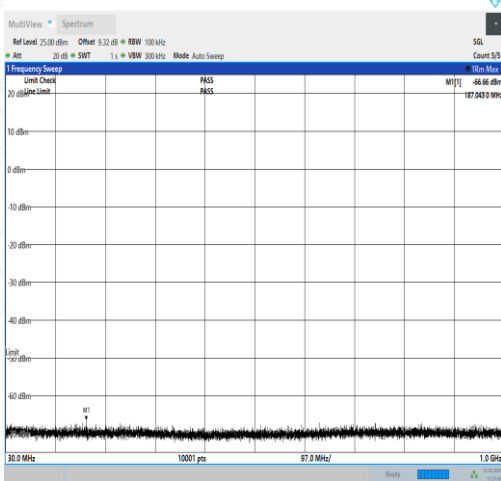 MultiView Spectrum
Ref Level 25.00 dBm Offset 9.32 dB RBW 100 kHz SGL
Att 20 dB SWT 1 s VBW 300 kHz Mode Auto Sweep Count 5/5
1 Frequency Sweep 1Rm Max
Limit Check PASS M1[1] -66.66 dBm
Line Limit PASS 187.0430 MHz
20 dBm
10 dBm
0 dBm
-10 dBm
-20 dBm
-30 dBm
-40 dBm
Limit
-50 dBm
-60 dBm
M1
30.0 MHz 10001 pts 97.0 MHz/ 1.0 GHz
Ready